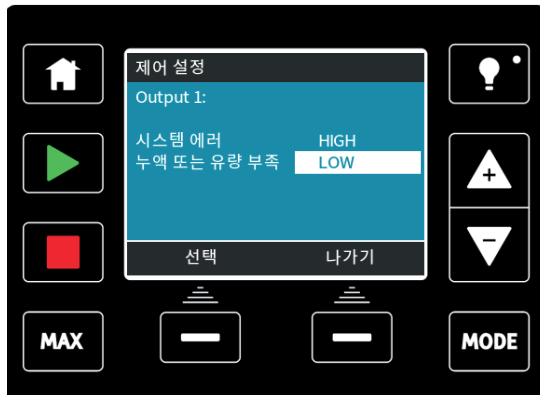 제어 설정
Output 1:
시스템 에러 HIGH
누액 또는 유량 부족 LOW
선택 나가기
MAX
MODE